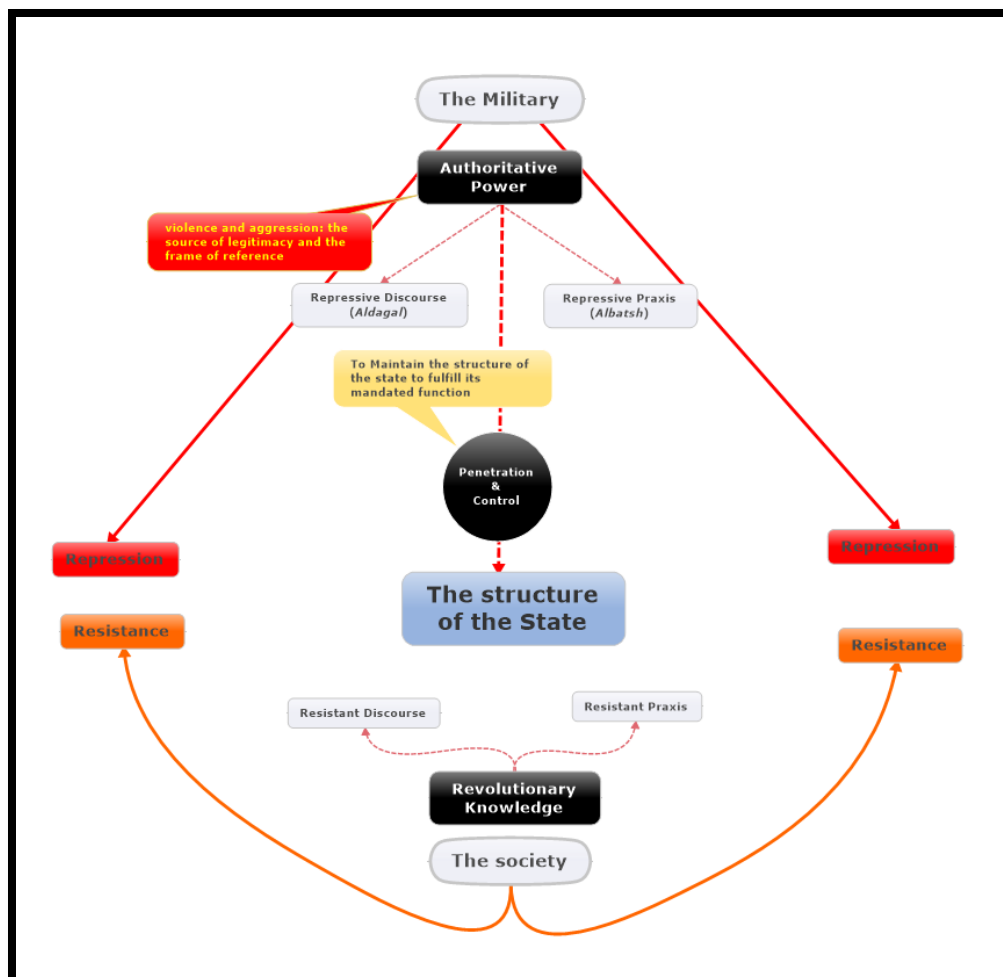 The Military
Authoritative
Power
violence and aggression: the
source of legitimacy and the
frame of reference
Repressive Discourse
(Aldagal)
Repressive Praxis
(Albatsh)
To Maintain the structure of
the state to fulfill its
mandated function
Penetration
&
Control
Repression
Repression
The structure
of the State
Resistance
Resistance
Resistant Discourse
Resistant Praxis
Revolutionary
Knowledge
The society